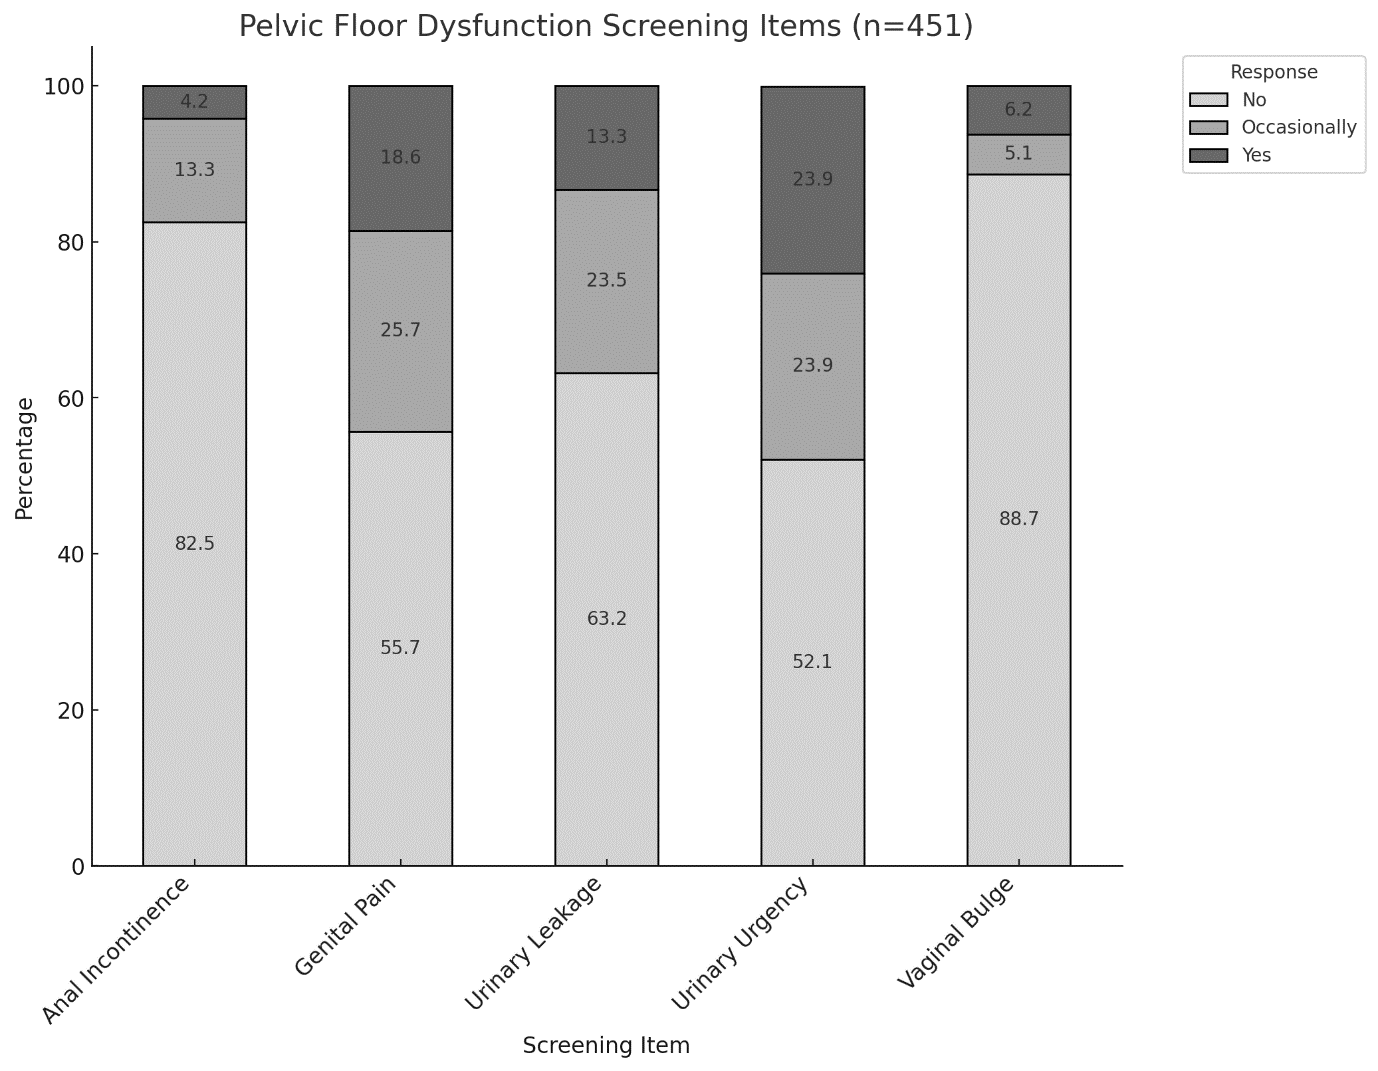 Pelvic Floor Dysfunction Screening Items (n=451)
Response
No
Occasionally
Yes
Percentage
100
80
60
40
20
0
4.2
13.3
82.5
18.6
25.7
55.7
13.3
23.5
63.2
23.9
23.9
52.1
6.2
5.1
88.7
Anal Incontinence
Genital Pain
Urinary Leakage
Urinary Urgency
Vaginal Bulge
Screening Item